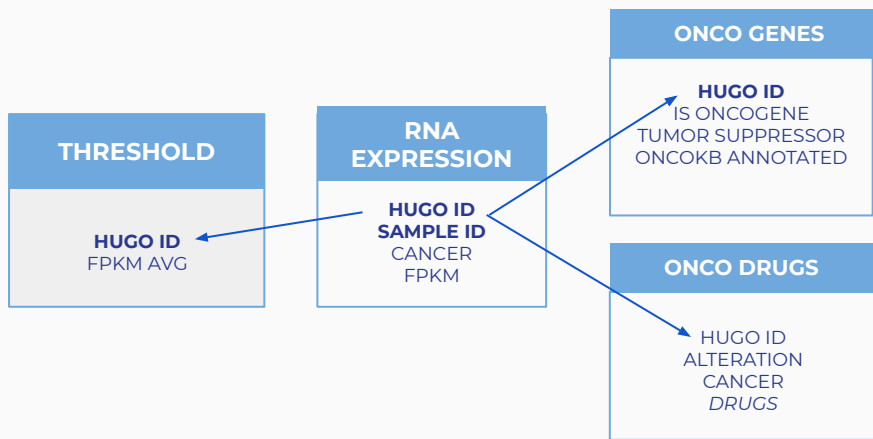 THRESHOLD
HUGO ID
FPKM AVG
RNA
EXPRESSION
HUGO ID
SAMPLE ID
CANCER
FPKM
ONCO GENES
HUGO ID
IS ONCOGENE
TUMOR SUPPRESSOR
ONCOKB ANNOTATED
ONCO DRUGS
HUGO ID
ALTERATION
CANCER
DRUGS